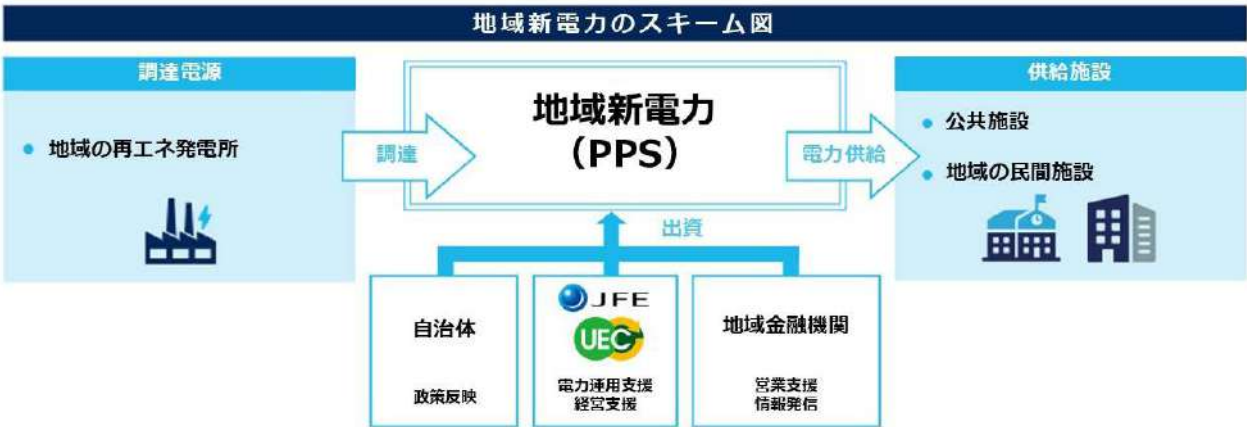 地域新電力のスキーム図
調達電源
地域の再エネ発電所
調達
地域新電力
（PPS）
電力供給
供給施設
公共施設
地域の民間施設
出資
自治体
政策反映
JFE
UEC
電力運用支援
経営支援
地域金融機関
営業支援
情報発信